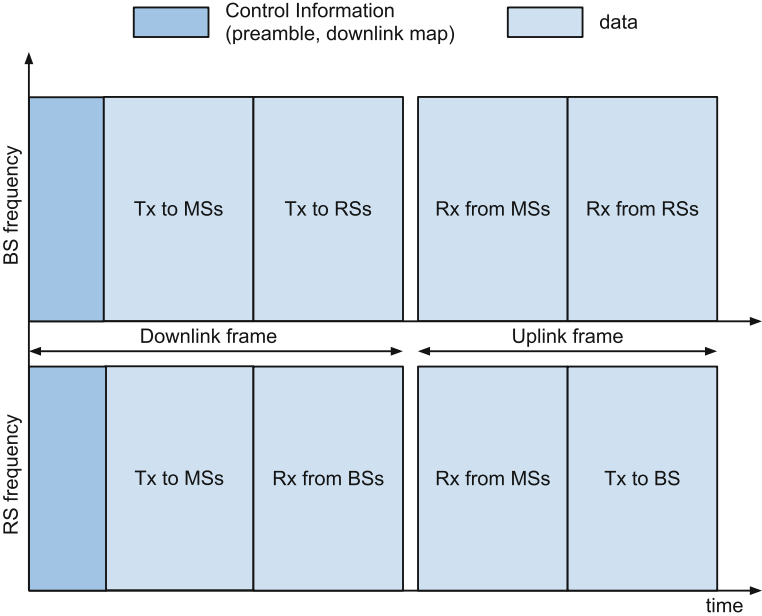 Control Information
(preamble, downlink map)
data
BS frequency
Tx to MSs
Tx to RSs
Rx from MSs
Rx from RSs
Downlink frame
Uplink frame
RS frequency
Tx to MSs
Rx from BSs
Rx from MSs
Tx to BS
time